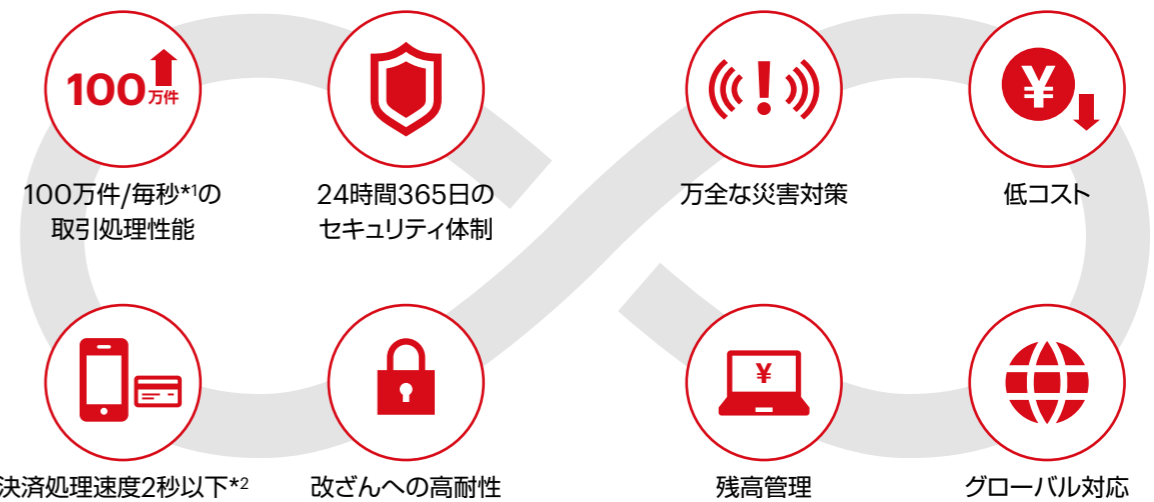 100万件
100万件/毎秒*1の
取引処理性能
24時間365日の
セキュリティ体制
!
万全な災害対策
¥
低コスト
決済処理速度2秒以下*2
改ざんへの高耐性
¥
残高管理
グローバル対応